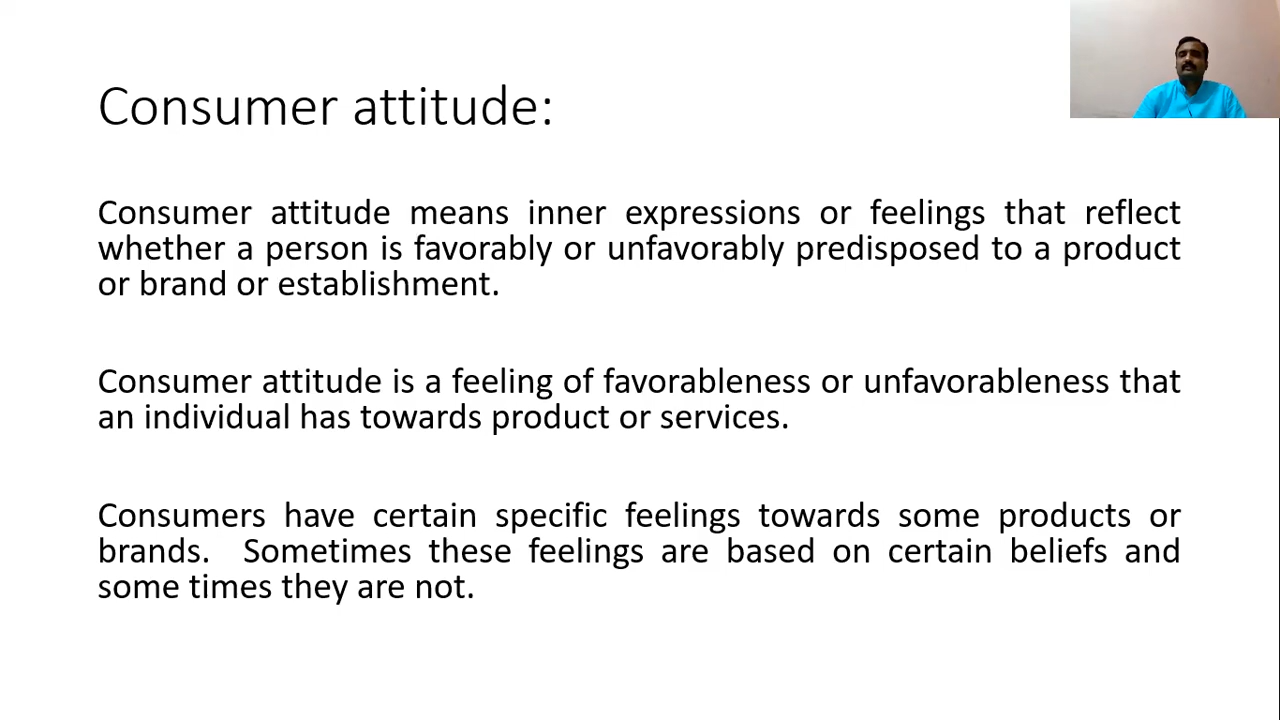 Consumer attitude:
Consumer attitude means inner expressions or feelings that reflect
whether a person is favorably or unfavorably predisposed to a product
or brand or establishment.
Consumer attitude is a feeling of favorableness or unfavorableness that
an individual has towards product or services.
Consumers have certain specific feelings towards some products or
brands.  Sometimes these feelings are based on certain beliefs and
some times they are not.